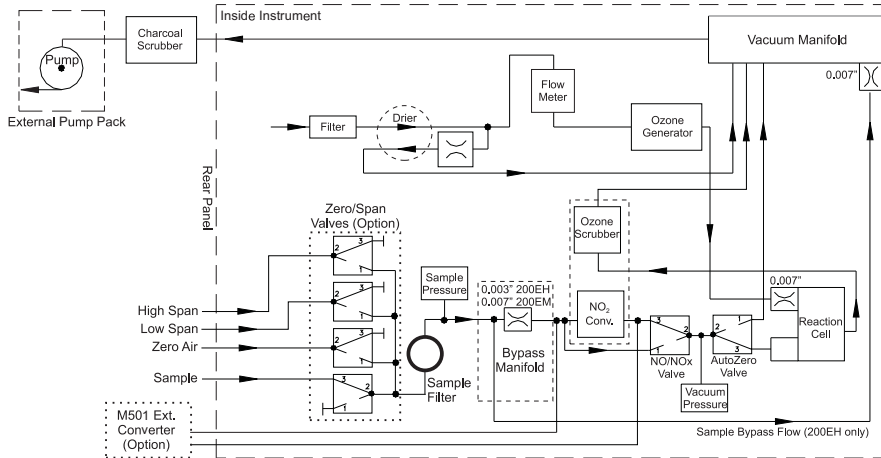 Inside Instrument
Pump
Charcoal
Scrubber
Vacuum Manifold
0.007"
External Pump Pack
Filter
Drier
Flow
Meter
Ozone
Generator
Rear Panel
Zero/Span
Valves (Option)
3
2
1
3
2
1
3
2
1
3
2
1
High Span
Low Span
Zero Air
Sample
M501 Ext.
Converter
(Option)
Sample
Pressure
Sample
Filter
0.003" 200EH
0.007" 200EM
Bypass
Manifold
Ozone
Scrubber
NO2
Conv.
3
2
1
NO/NOx
Valve
1
2
3
AutoZero
Valve
0.007"
Reaction
Cell
Vacuum
Pressure
Sample Bypass Flow (200EH only)